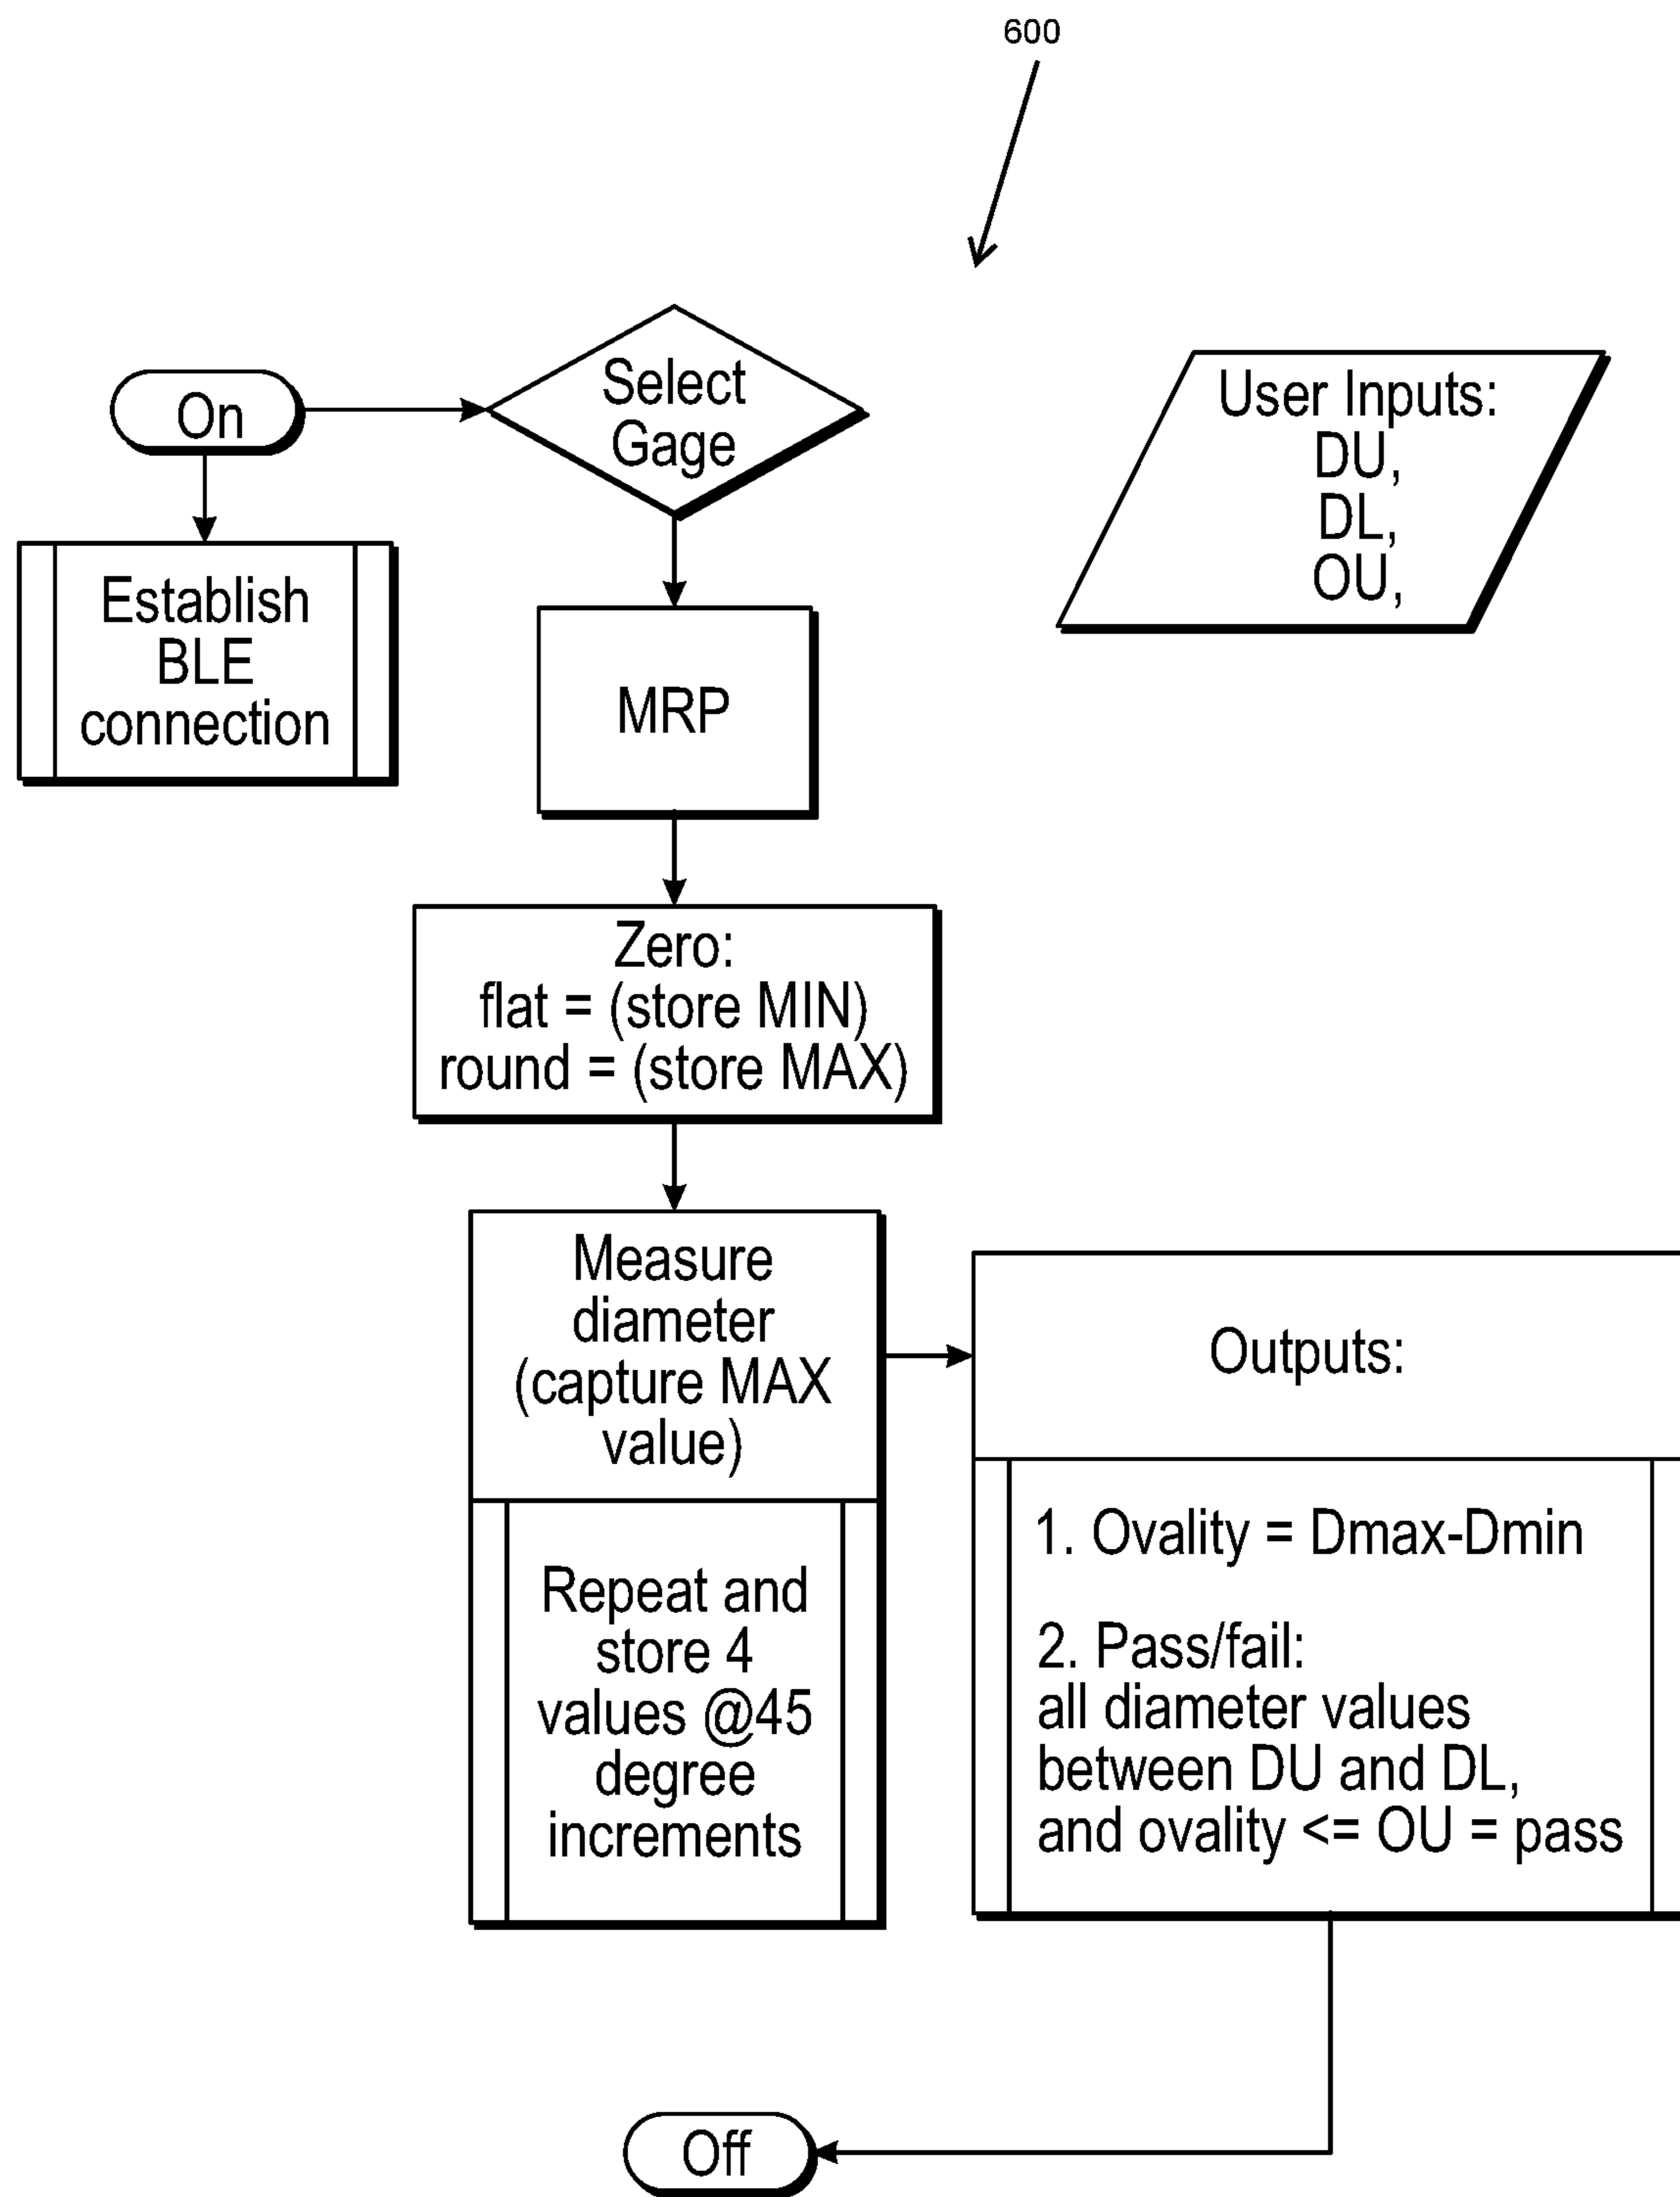 600
On
Select
Gage
User Inputs:
DU,
DL,
OU,
Establish
BLE
connection
MRP
Zero:
flat = (store MIN)
round = (store MAX)
Measure
diameter
(capture MAX
value)
Repeat and
store 4
values @45
degree
increments
Outputs:
1. Ovality = Dmax-Dmin
2. Pass/fail:
all diameter values
between DU and DL,
and ovality <= OU = pass
Off